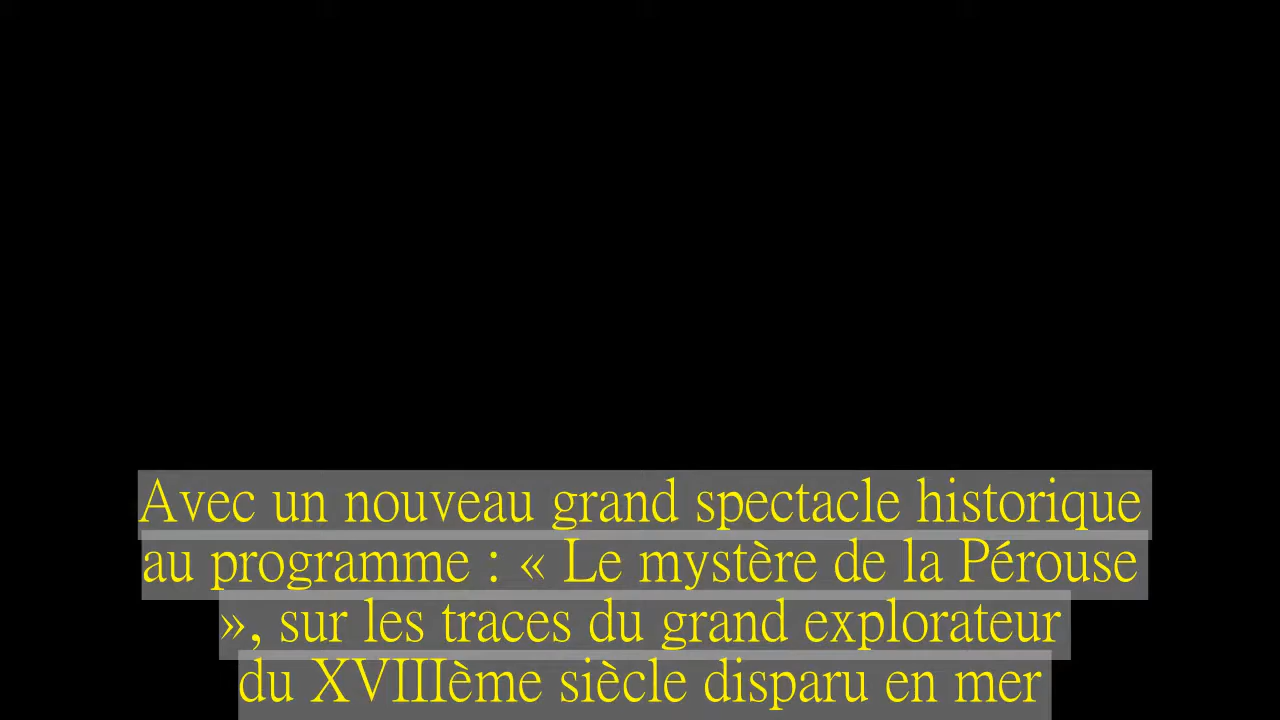 Avec un nouveau grand spectacle historique
au programme : « Le mystère de la Pérouse
», sur les traces du grand explorateur
du XVIIIème siècle disparu en mer